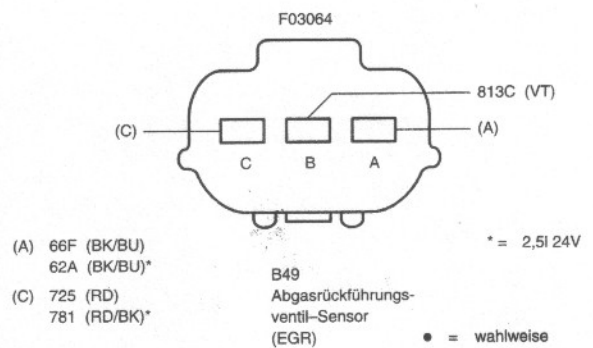 F03064
813C (VT)
(C)
(A)
C B A
(A) 66F (BK/BU)
62A (BK/BU)*
(C) 725 (RD)
781 (RD/BK)*
B49
Abgasrückführungs-
ventil–Sensor
(EGR)
* = 2,5l 24V
● = wahlweise